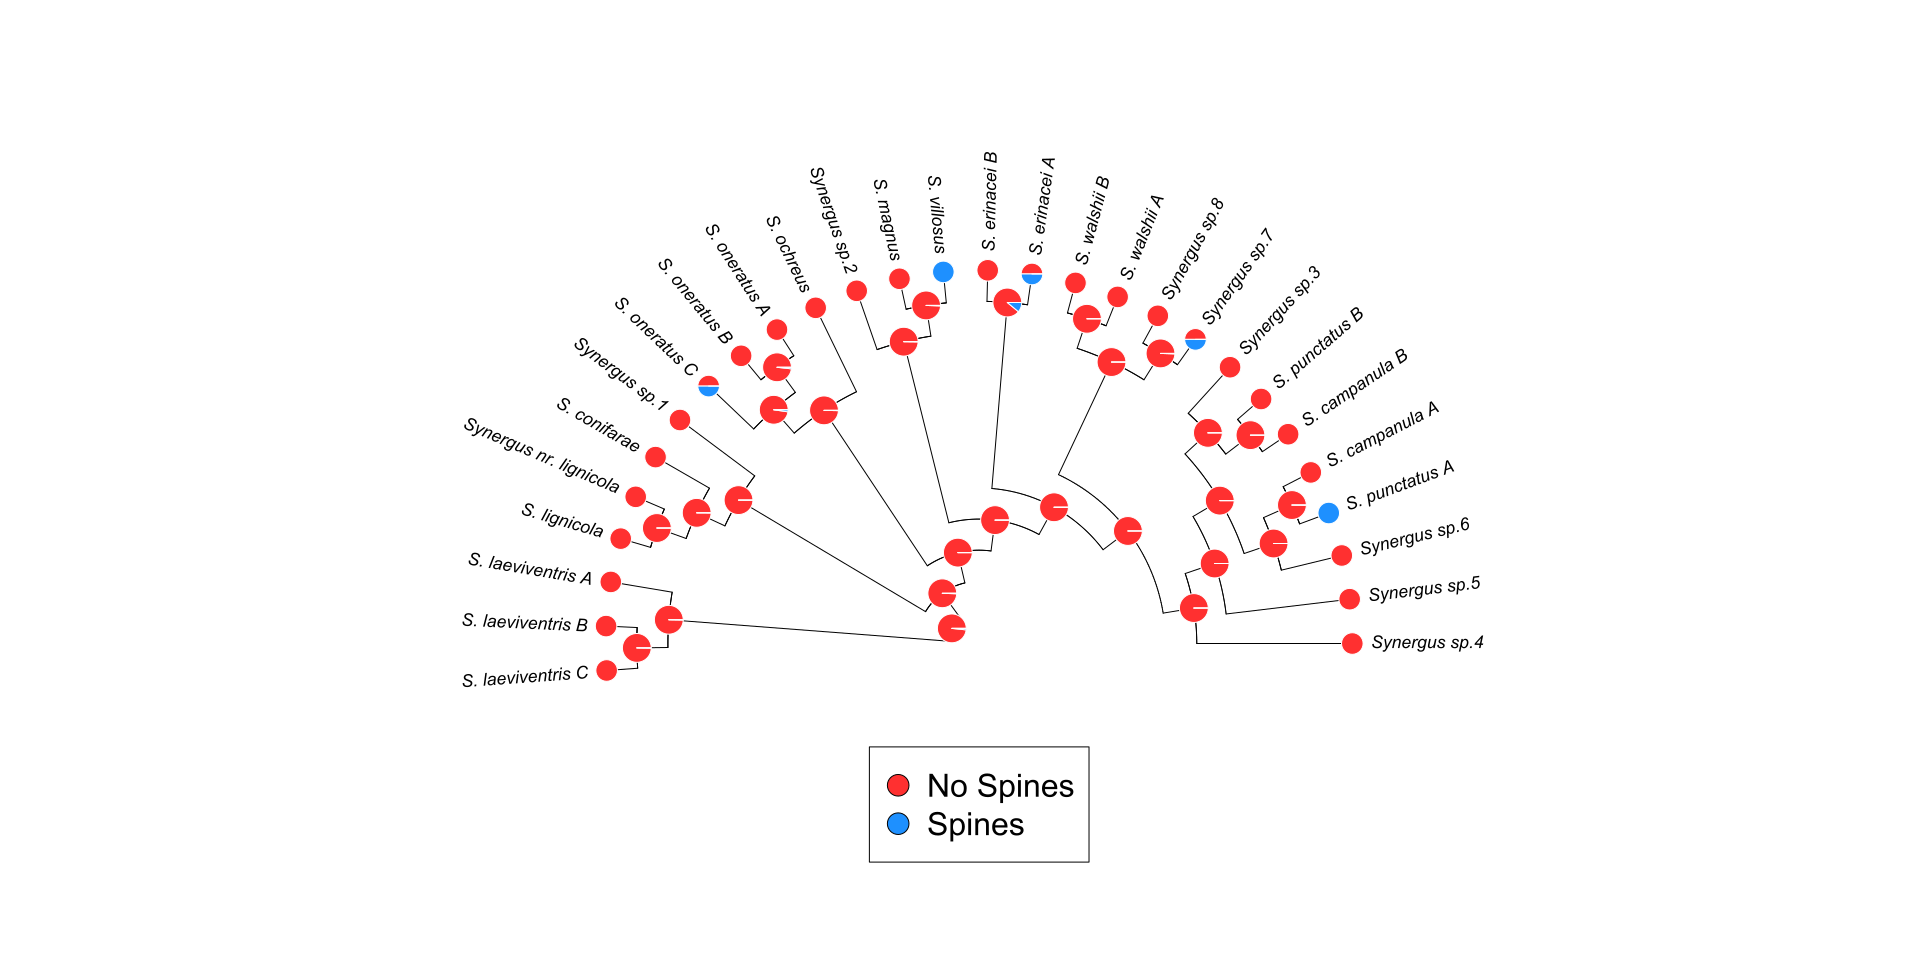 S. laeviventris C
S. laeviventris B
S. laeviventris A
S. lignicola
Synergus nr. lignicola
S. conifarae
Synergus sp.1
S. oneratus C
S. oneratus B
S. oneratus A
S. ochreus
Synergus sp.2
S. magnus
S. villosus
S. erinacei B
S. erinacei A
S. walshii B
S. walshii A
Synergus sp.8
Synergus sp.7
Synergus sp.3
S. punctatus B
S. campanula B
S. campanula A
S. punctatus A
Synergus sp.6
Synergus sp.5
Synergus sp.4
No Spines
Spines